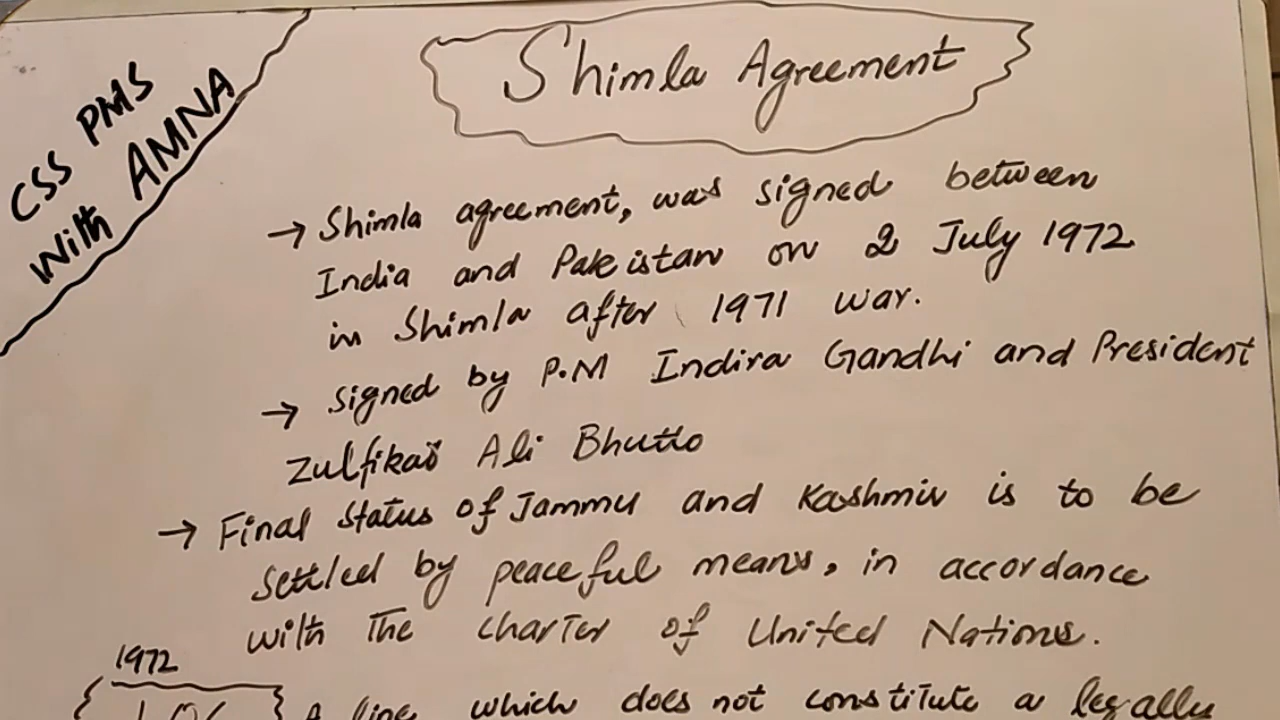 CSS PMS
with AMNA
Shimla Agreement
→ Shimla agreement, was signed between
India and Pakistan on 2 July 1972
in Shimla after 1971 war.
→ Signed by P.M Indira Gandhi and President
Zulfikar Ali Bhutto
→ Final status of Jammu and Kashmir is to be
settled by peaceful means, in accordance
with the charter of United Nations.
1972
LOC A line which does not constitute a legally